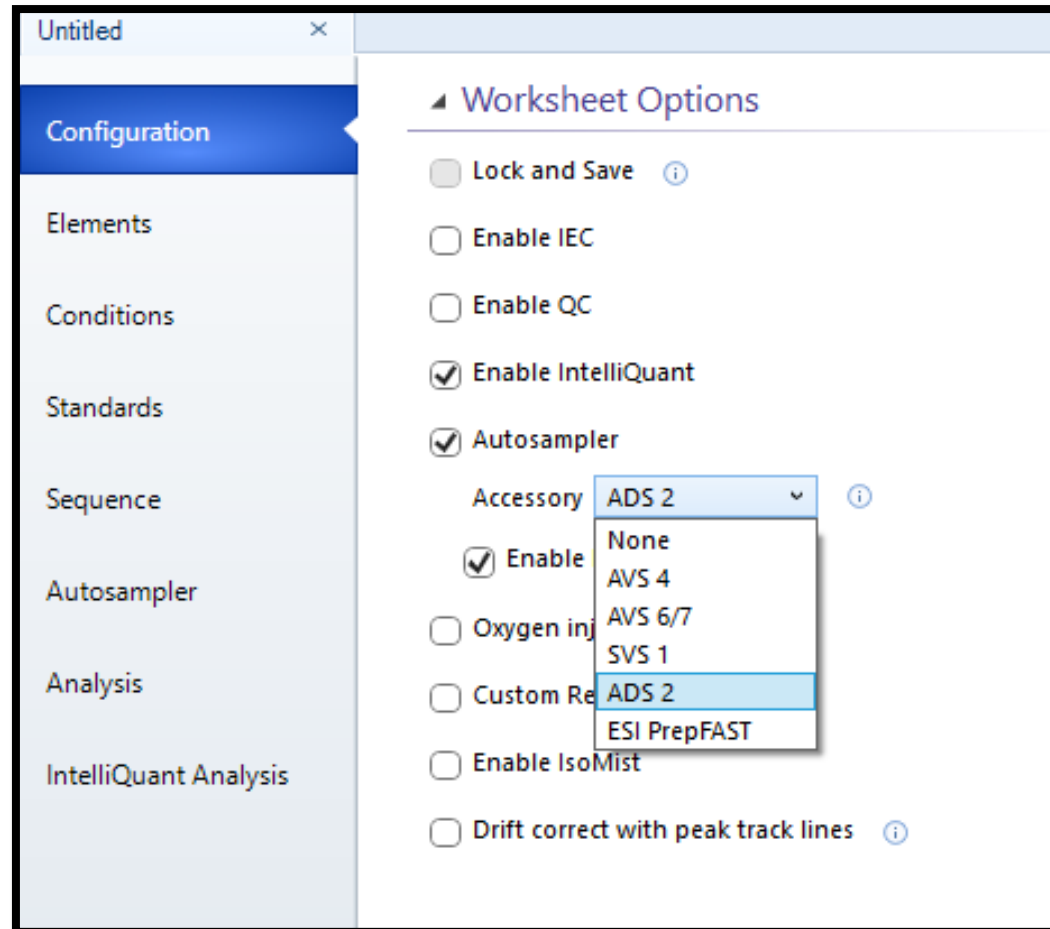 Untitled
Configuration
Elements
Conditions
Standards
Sequence
Autosampler
Analysis
IntelliQuant Analysis
Worksheet Options
Lock and Save
Enable IEC
Enable QC
Enable IntelliQuant
Autosampler
Accessory ADS 2
None
AVS 4
AVS 6/7
SVS 1
ADS 2
ESI PrepFAST
Enable
Oxygen inj
Custom Re
Enable IsoMist
Drift correct with peak track lines